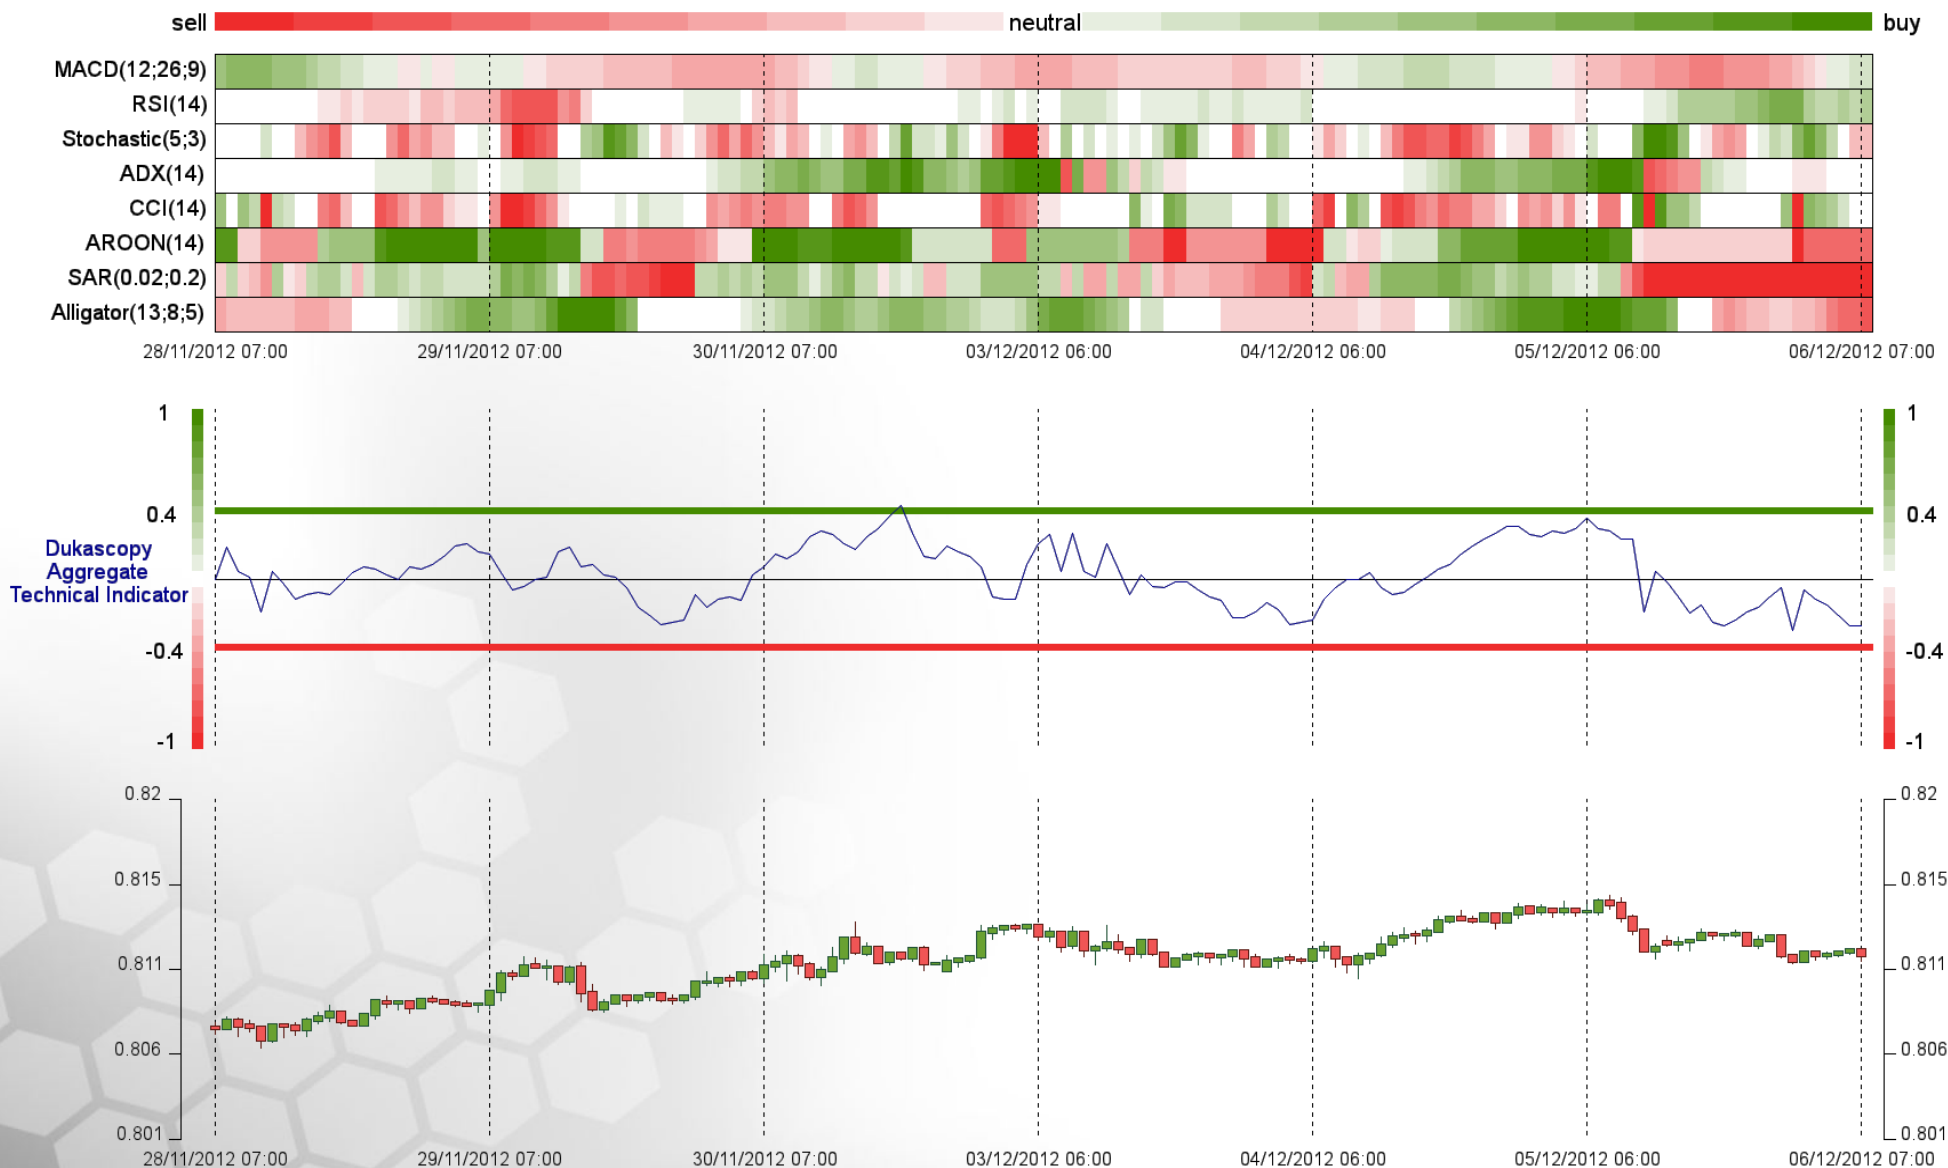 sell neutral buy
MACD(12;26;9)
RSI(14)
Stochastic(5;3)
ADX(14)
CCI(14)
AROON(14)
SAR(0.02;0.2)
Alligator(13;8;5)
28/11/2012 07:00 29/11/2012 07:00 30/11/2012 07:00 03/12/2012 06:00 04/12/2012 06:00 05/12/2012 06:00 06/12/2012 07:00
1 1
0.4 0.4
Dukascopy
Aggregate
Technical Indicator
-0.4 -0.4
-1 -1
0.82 0.82
0.815 0.815
0.811 0.811
0.806 0.806
0.801 0.801
28/11/2012 07:00 29/11/2012 07:00 30/11/2012 07:00 03/12/2012 06:00 04/12/2012 06:00 05/12/2012 06:00 06/12/2012 07:00